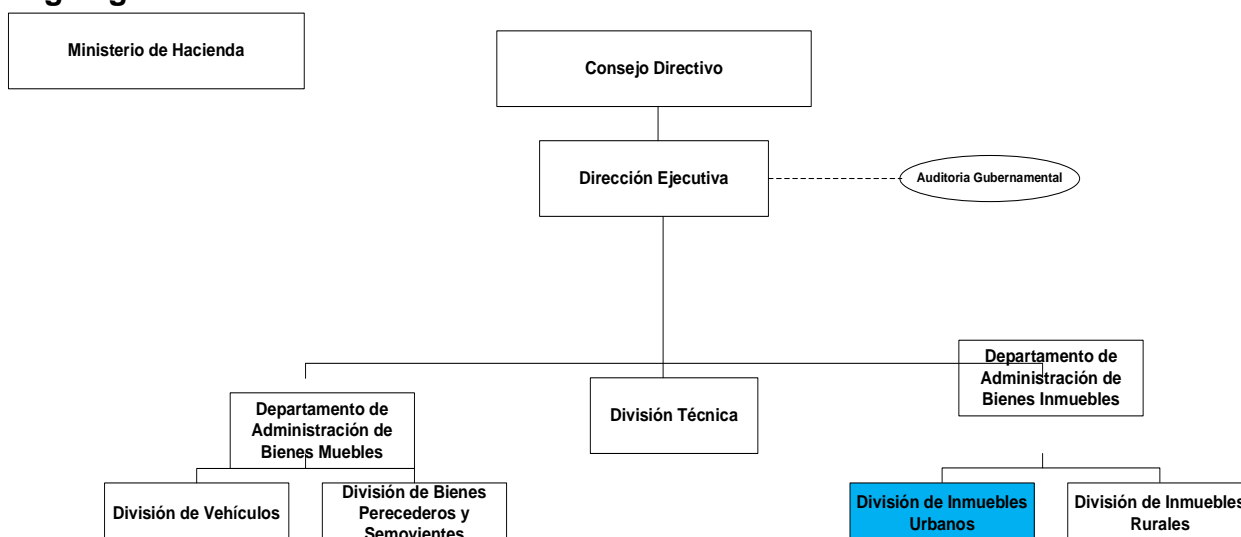 Ministerio de Hacienda
Consejo Directivo
Dirección Ejecutiva
Auditoria Gubernamental
Departamento de
Administración de
Bienes Inmuebles
Departamento de
Administración de
Bienes Muebles
División Técnica
División de Vehículos
División de Bienes
Perecederos y
Semovientes
División de Inmuebles
Urbanos
División de Inmuebles
Rurales